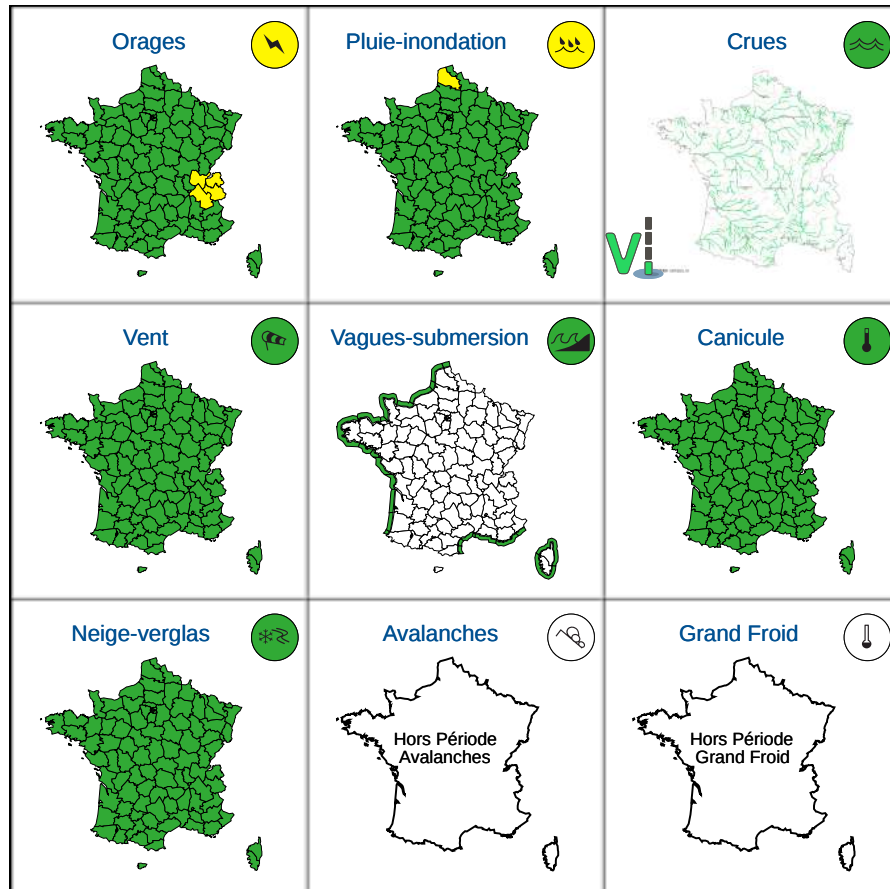 Orages
Pluie-inondation
Crues
Vent
Vagues-submersion
Canicule
Neige-verglas
Avalanches
Grand Froid
Hors Période
Avalanches
Hors Période
Grand Froid